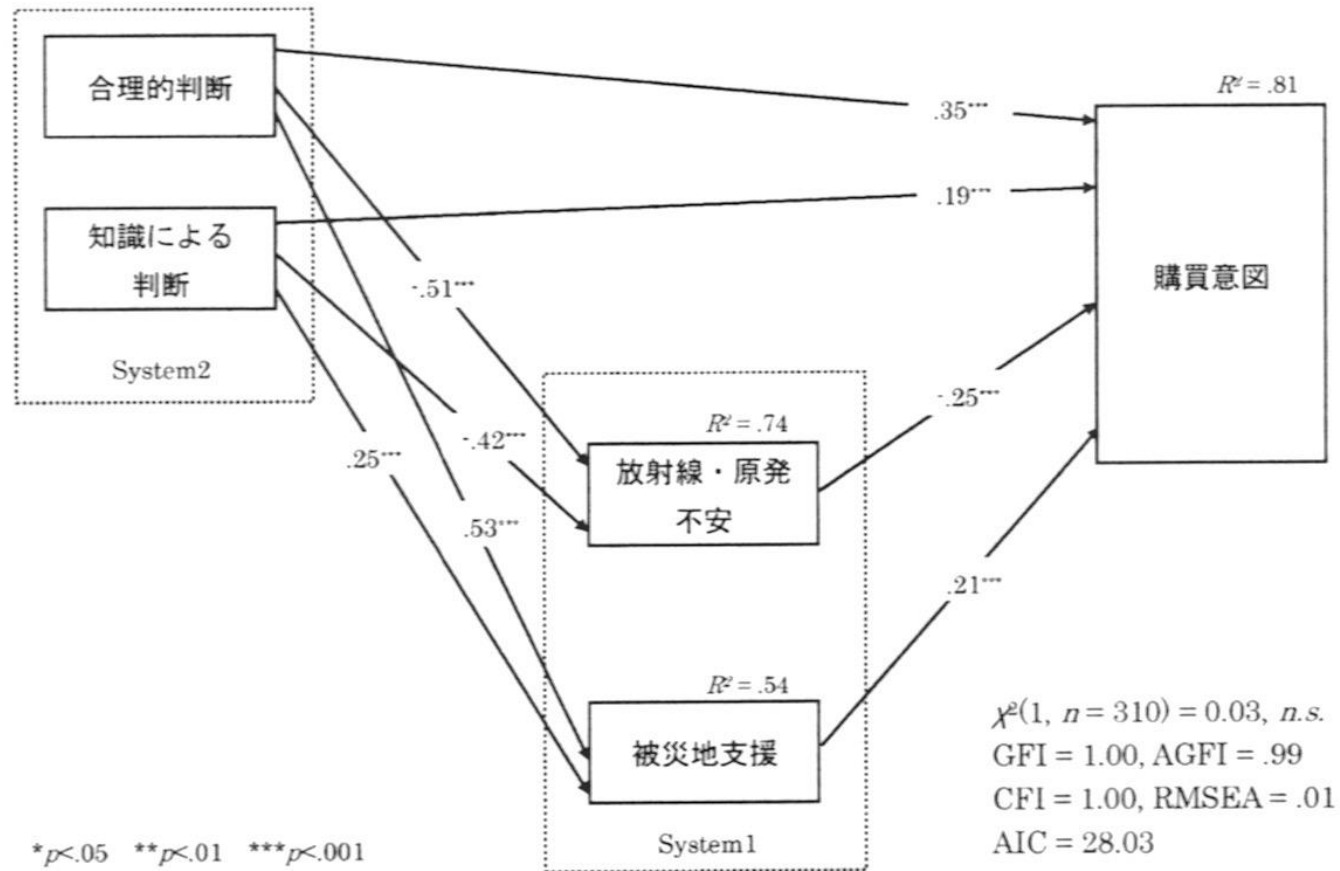 合理的判断
R² = .81
.35***
.19***
知識による
判断
購買意図
-.51***
System2
-.25***
R² = .74
-.42***
.25***
放射線・原発
不安
.53***
.21***
R² = .54
χ²(1, n = 310) = 0.03, n.s.
被災地支援
GFI = 1.00, AGFI = .99
CFI = 1.00, RMSEA = .01
System1
AIC = 28.03
*p<.05 **p<.01 ***p<.001